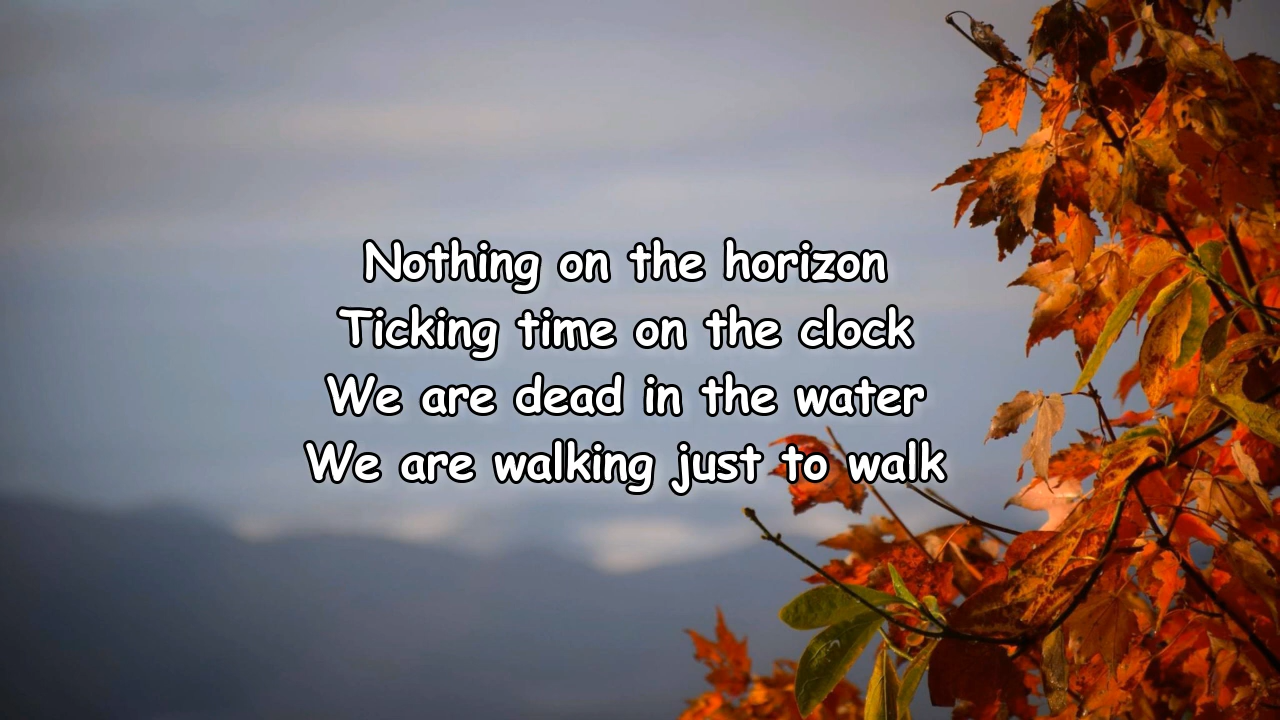 Nothing on the horizon
Ticking time on the clock
We are dead in the water
We are walking just to walk